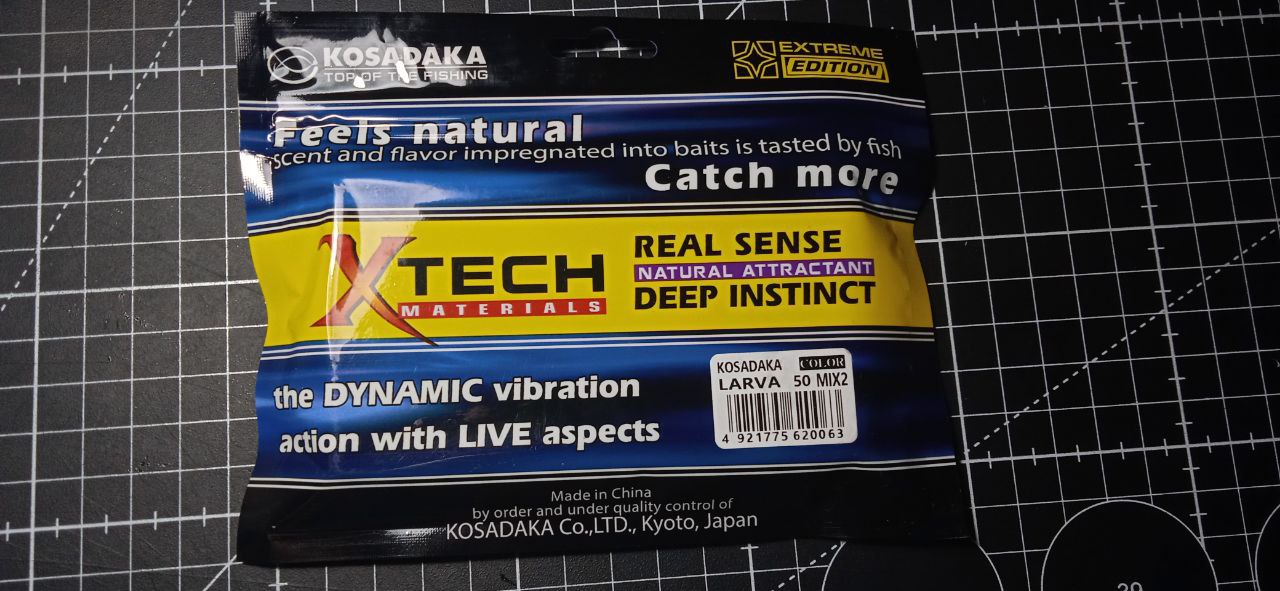 KOSADAKA
TOP OF THE FISHING
EXTREME
EDITION
Feels natural
scent and flavor impregnated into baits is tasted by fish
Catch more
XTECH
MATERIALS
REAL SENSE
NATURAL ATTRACTANT
DEEP INSTINCT
the DYNAMIC vibration
action with LIVE aspects
KOSADAKA COLOR
LARVA 50 MIX2
4 921775 620063
Made in China
by order and under quality control of
KOSADAKA Co.,LTD., Kyoto, Japan
20